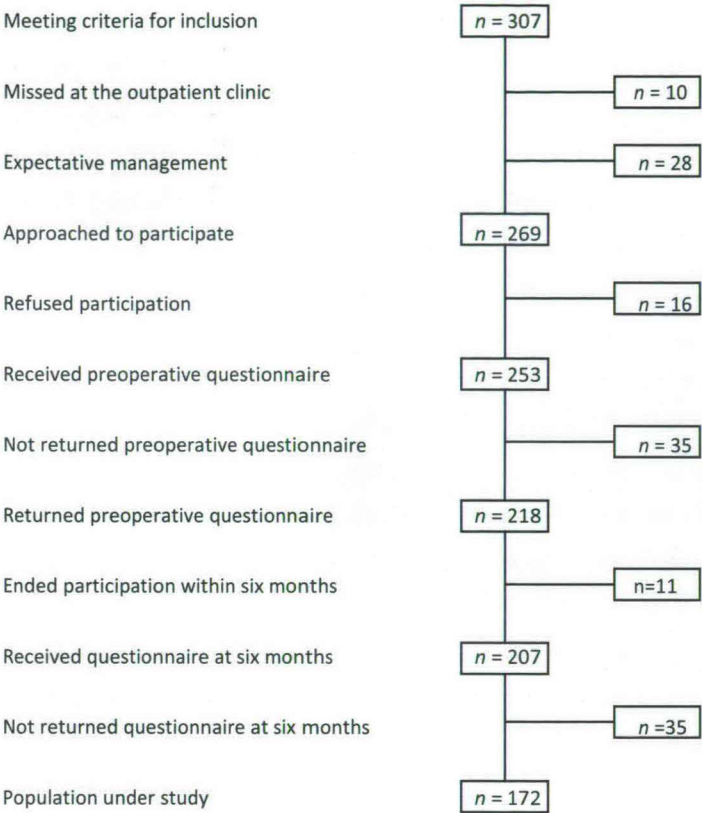 Meeting criteria for inclusion n = 307
Missed at the outpatient clinic n = 10
Expectative management n = 28
Approached to participate n = 269
Refused participation n = 16
Received preoperative questionnaire n = 253
Not returned preoperative questionnaire n = 35
Returned preoperative questionnaire n = 218
Ended participation within six months n=11
Received questionnaire at six months n = 207
Not returned questionnaire at six months n =35
Population under study n = 172